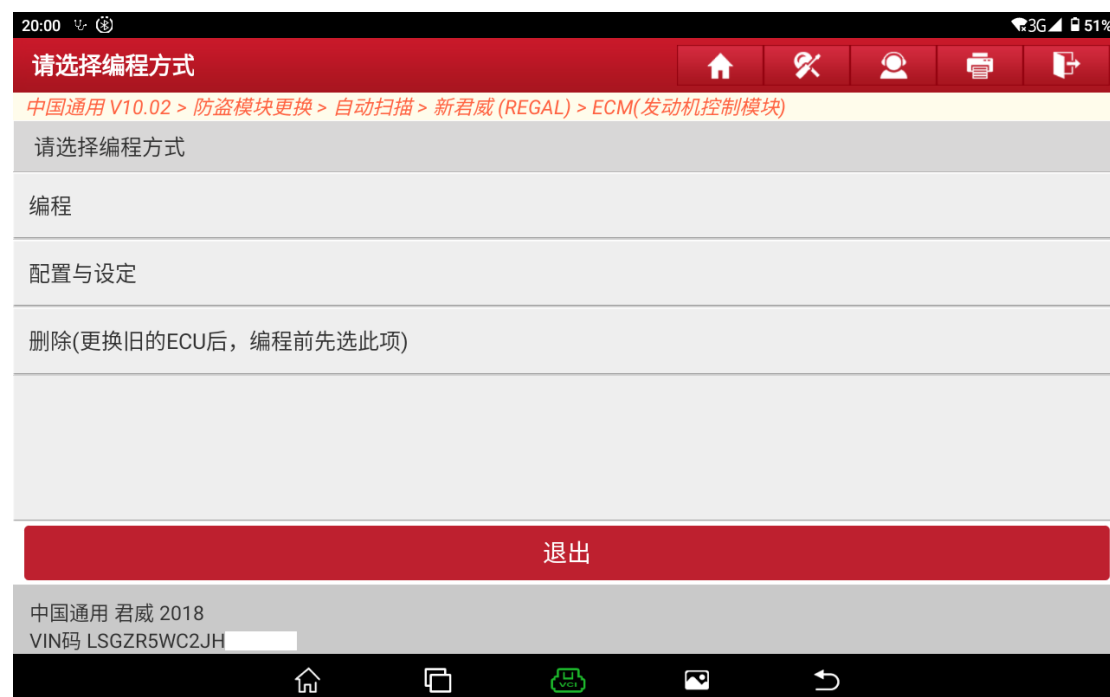 20:00 3G 51%
请选择编程方式
中国通用 V10.02 > 防盗模块更换 > 自动扫描 > 新君威 (REGAL) > ECM(发动机控制模块)
请选择编程方式
编程
配置与设定
删除(更换旧的ECU后，编程前先选此项)
退出
中国通用 君威 2018
VIN码 LSGZR5WC2JH
VCI